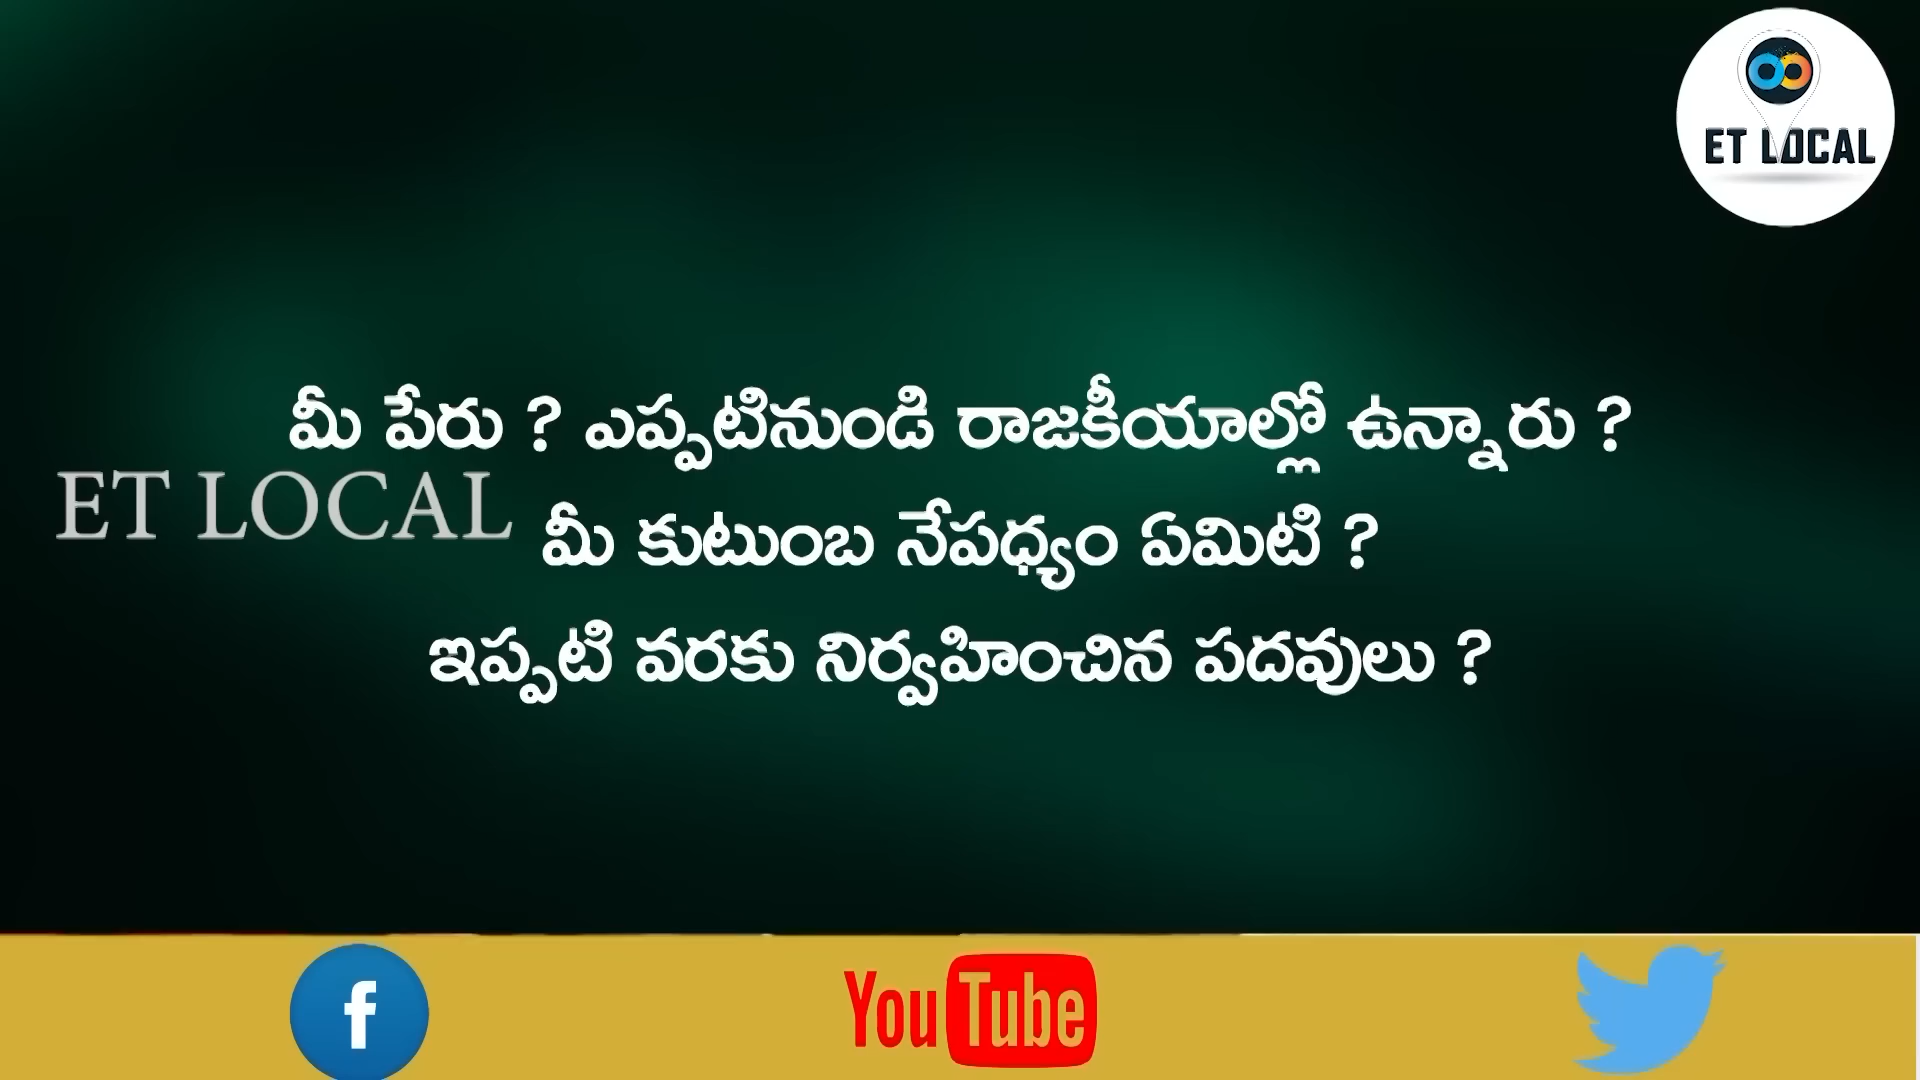 ET LOCAL
మీ పేరు ? ఎప్పటినుండి రాజకీయాల్లో ఉన్నారు ?
ET LOCAL
మీ కుటుంబ నేపధ్యం ఏమిటి ?
ఇప్పటి వరకు నిర్వహించిన పదవులు ?
f
YouTube